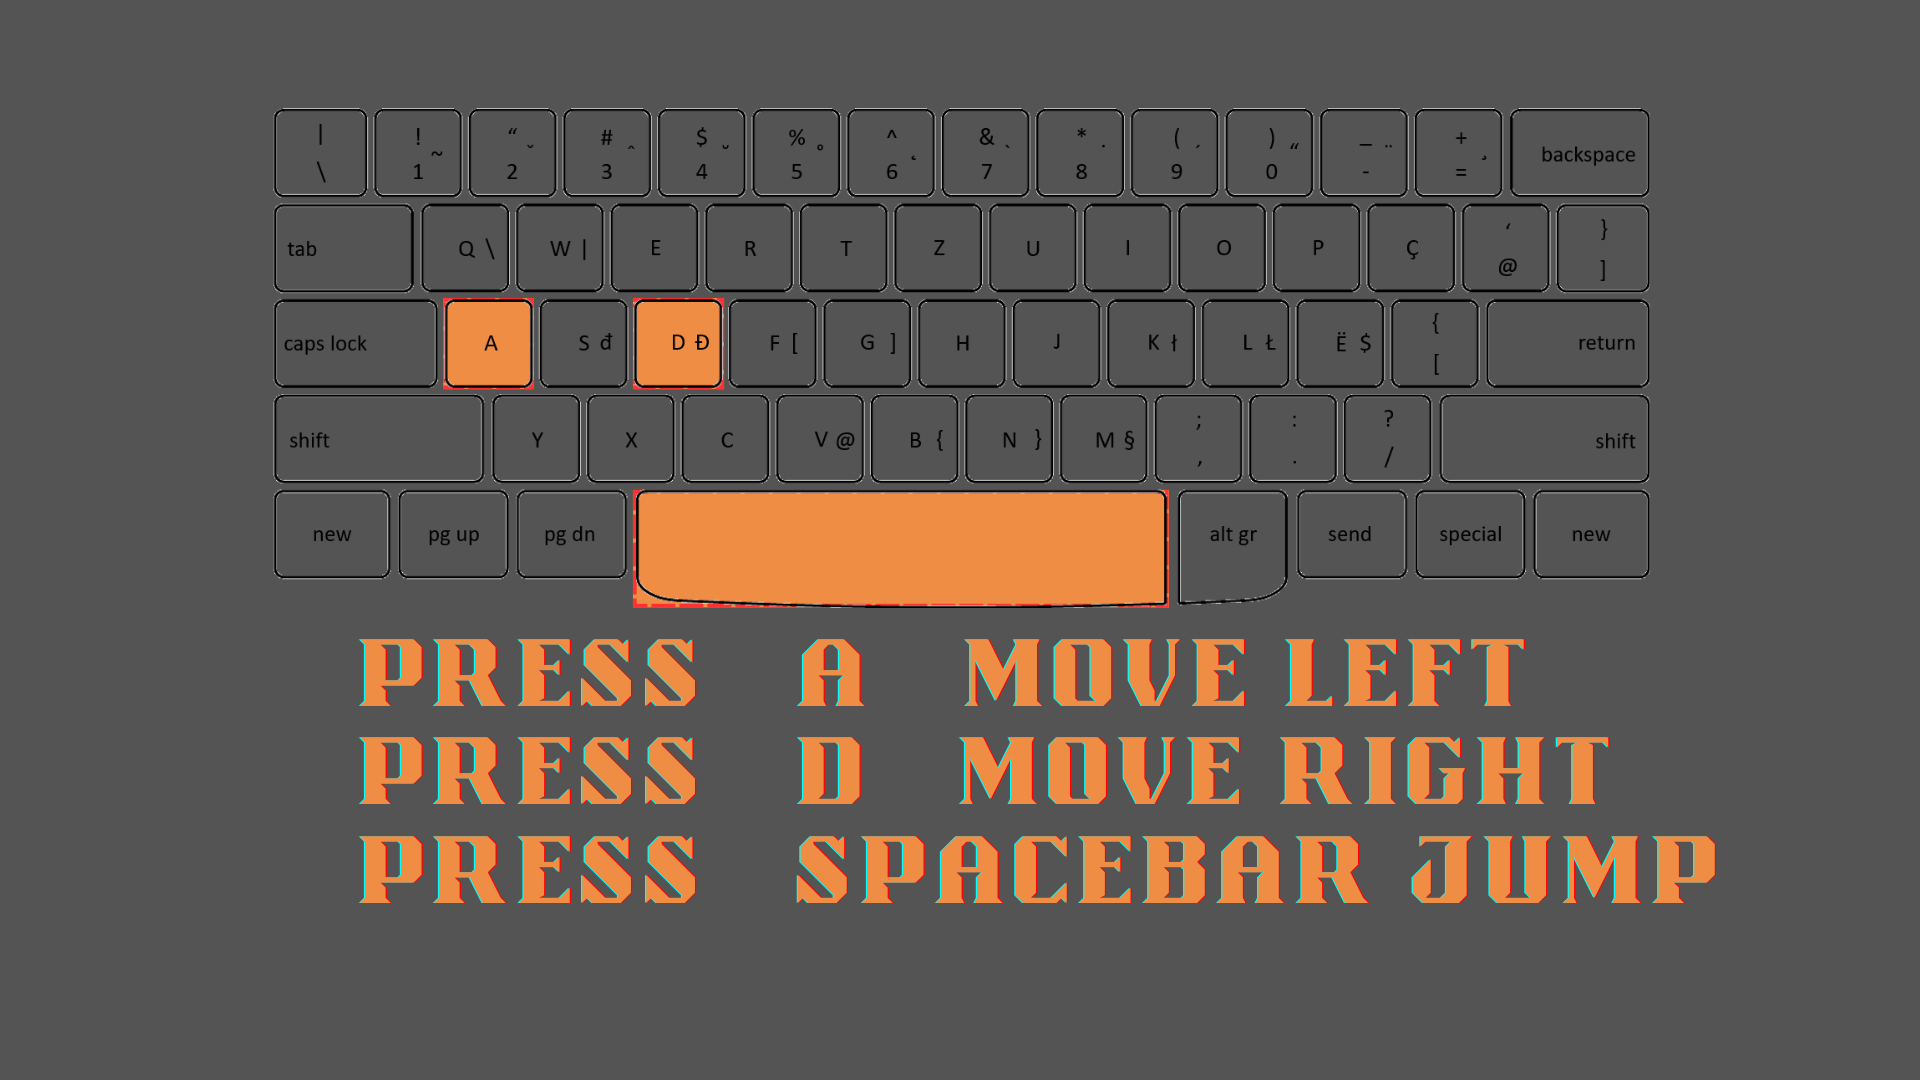 | ! ~ “ ˇ # ^ $ ˘ % ° ^ ˛ & ` * ˙ ( ´ ) “ _ ¨ + ¸
\ 1 2 3 4 5 6 7 8 9 0 - = backspace
tab Q \ W | E R T Z U I O P Ç ‘ @ } ]
caps lock A S đ D Đ F [ G ] H J K ł L Ł Ë $ { [ return
shift Y X C V @ B { N } M § ; , : . ? / shift
new pg up pg dn alt gr send special new
PRESS A MOVE LEFT
PRESS D MOVE RIGHT
PRESS SPACEBAR JUMP